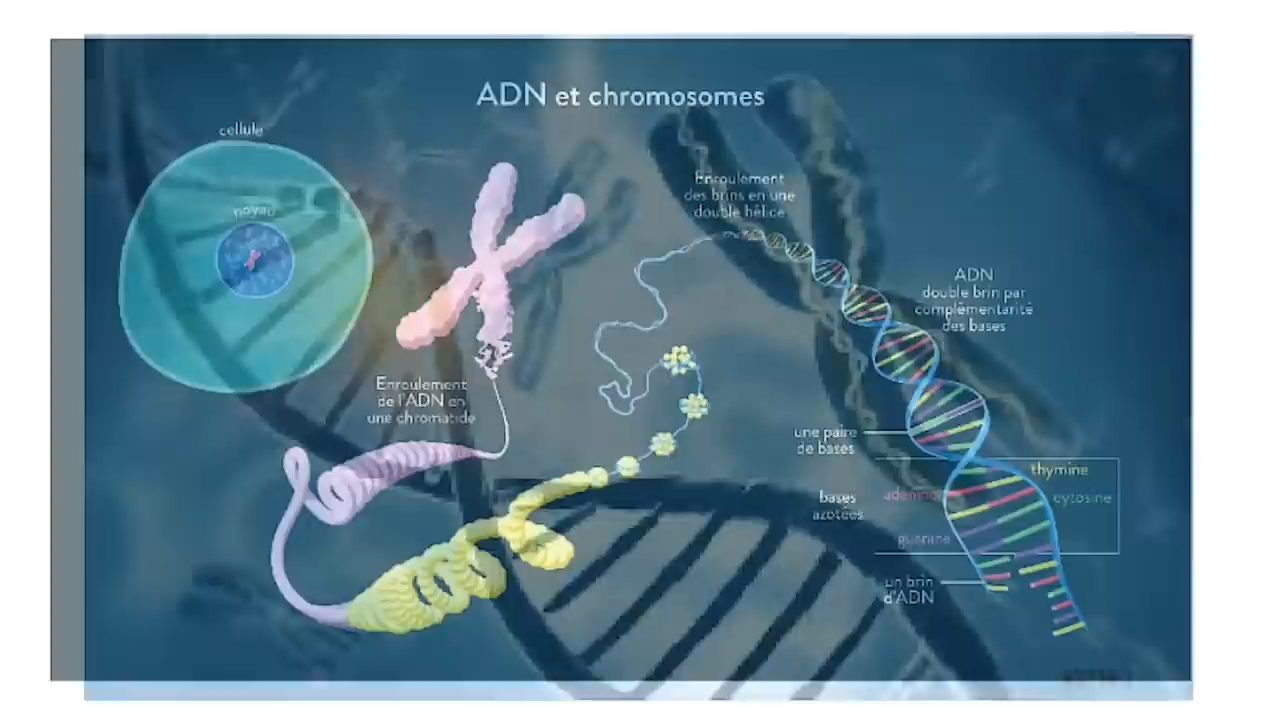 ADN et chromosomes
cellule
noyau
Enroulement
des brins en une
double hélice
ADN
double brin par
complémentarité
des bases
Enroulement
de l'ADN en
une chromatide
une paire
de bases
thymine
bases
azotées
adénine
cytosine
guanine
un brin
d'ADN